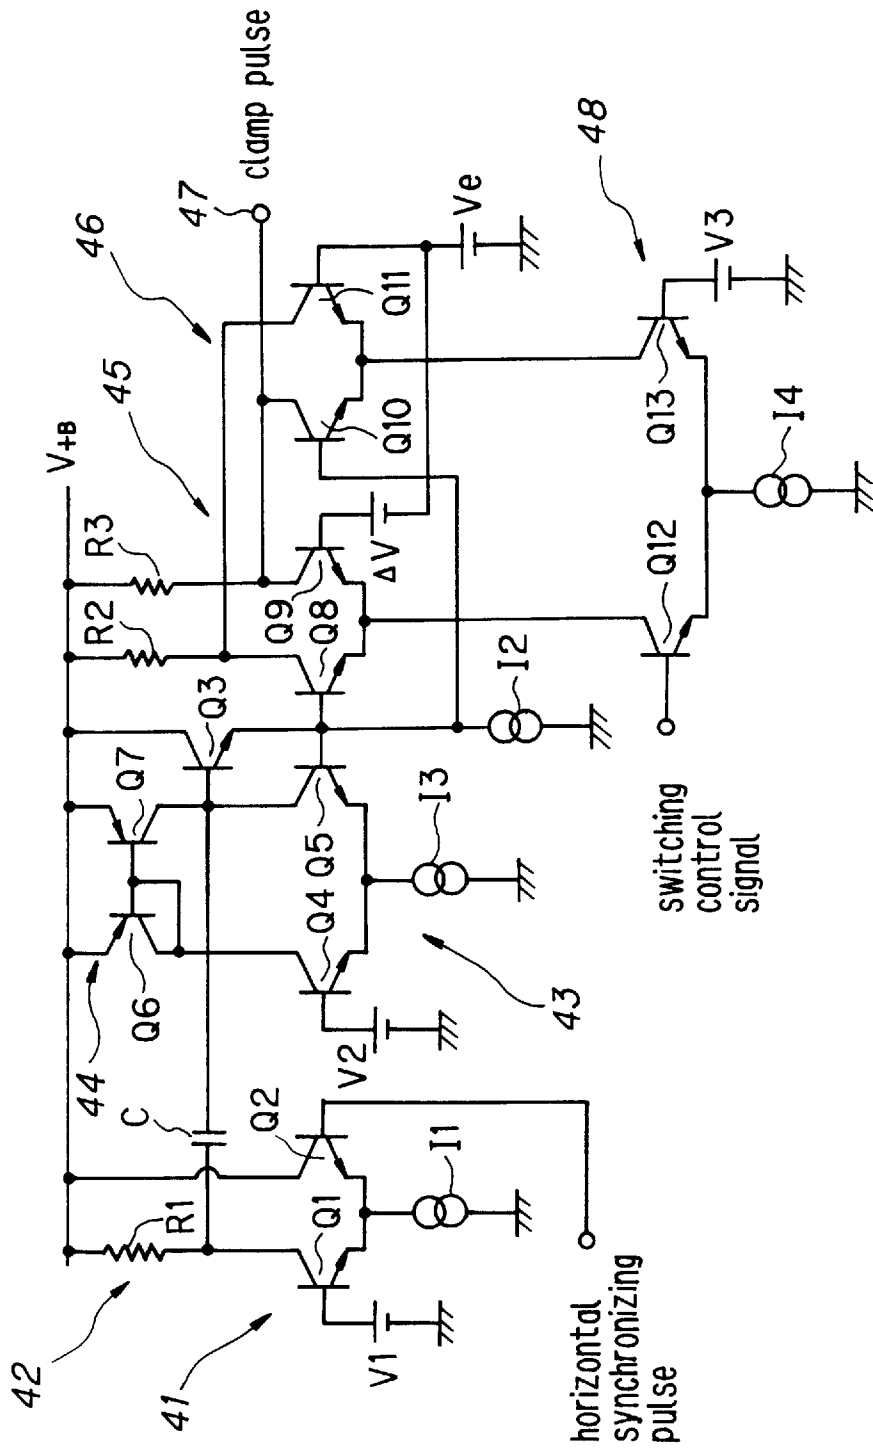 42
R1
41
Q1
V1
I1
Q2
C
horizontal
synchronizing
pulse
44
Q6
Q7
V2
Q4
Q5
I3
43
Q3
V+B
R2
R3
45
46
47
clamp pulse
Q8
Q9
ΔV
Q10
Q11
Ve
I2
switching
control
signal
Q12
Q13
I4
V3
48